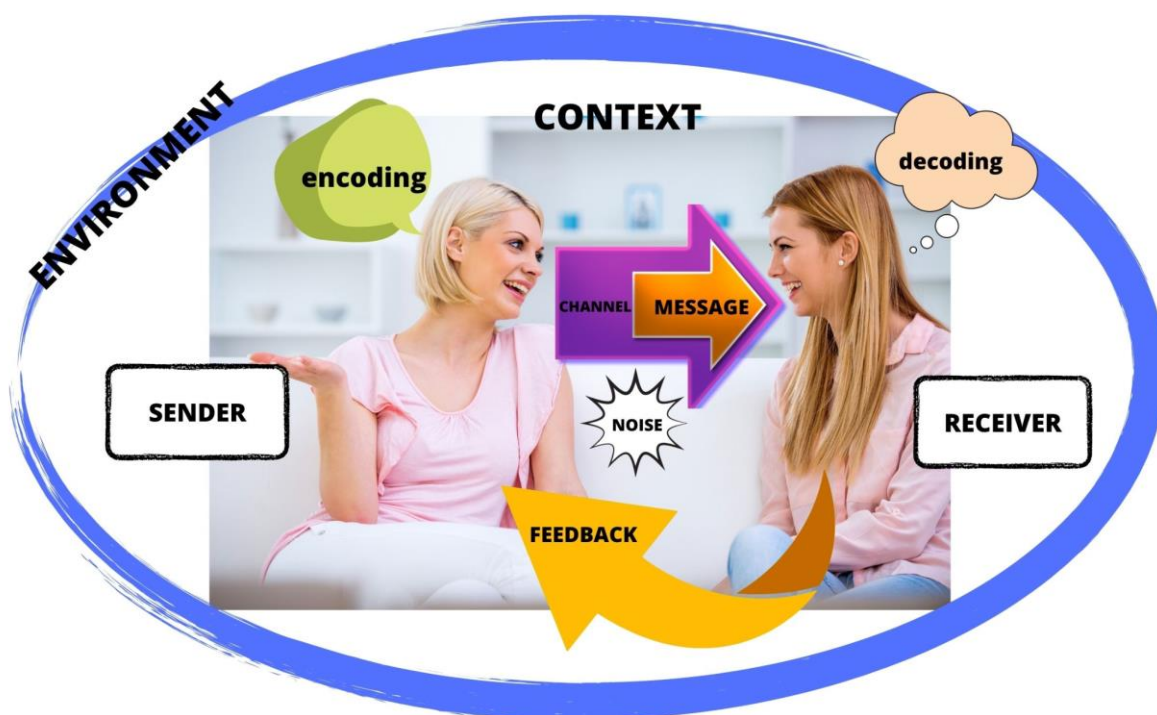 ENVIRONMENT
CONTEXT
encoding
decoding
CHANNEL
MESSAGE
SENDER
NOISE
RECEIVER
FEEDBACK